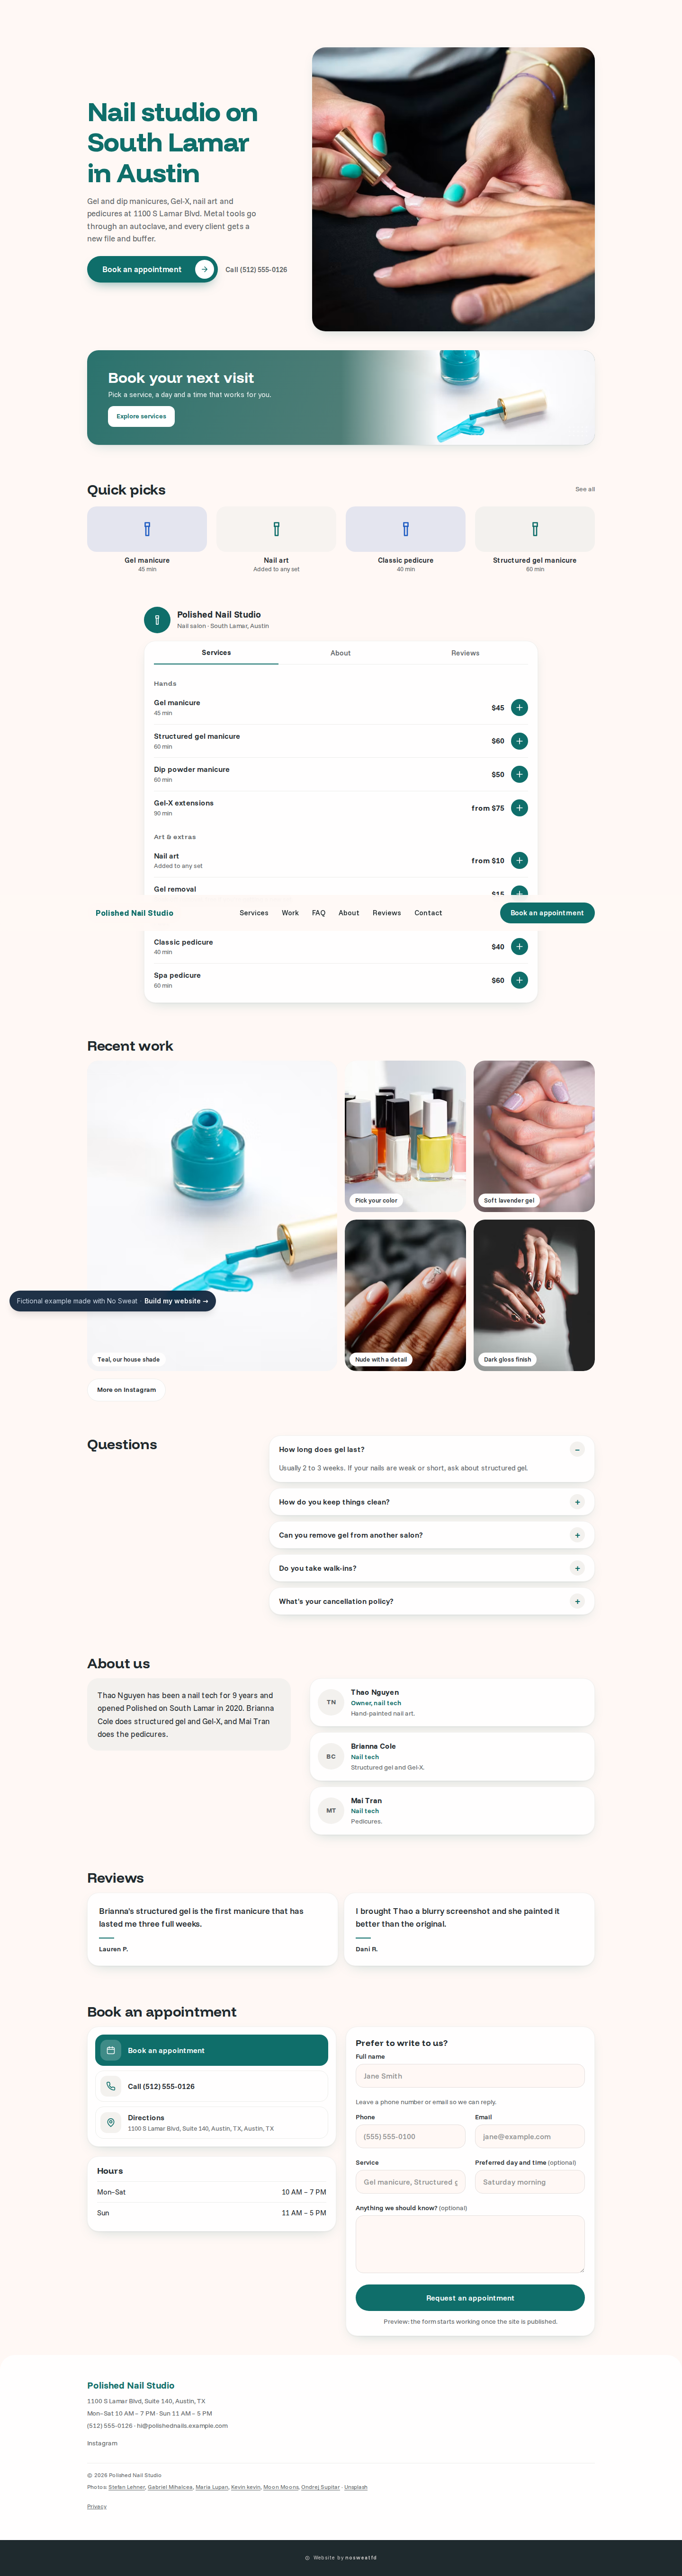 Nail studio on
South Lamar
in Austin
Gel and dip manicures, Gel-X, nail art and
pedicures at 1100 S Lamar Blvd. Metal tools go
through an autoclave, and every client gets a
new file and buffer.
Book an appointment
Call (512) 555-0126
Book your next visit
Pick a service, a day and a time that works for you.
Explore services
Quick picks
See all
Gel manicure
45 min
Nail art
Added to any set
Classic pedicure
40 min
Structured gel manicure
60 min
Polished Nail Studio
Nail salon · South Lamar, Austin
Services
About
Reviews
Hands
Gel manicure
45 min
$45
Structured gel manicure
60 min
$60
Dip powder manicure
60 min
$50
Gel-X extensions
90 min
from $75
Art & extras
Nail art
Added to any set
from $10
Gel removal
$15
Polished Nail Studio
Services
Work
FAQ
About
Reviews
Contact
Book an appointment
Classic pedicure
40 min
$40
Spa pedicure
60 min
$60
Recent work
Pick your color
Soft lavender gel
Fictional example made with No Sweat · Build my website →
Teal, our house shade
Nude with a detail
Dark gloss finish
More on Instagram
Questions
How long does gel last?
Usually 2 to 3 weeks. If your nails are weak or short, ask about structured gel.
How do you keep things clean?
Can you remove gel from another salon?
Do you take walk-ins?
What's your cancellation policy?
About us
Thao Nguyen has been a nail tech for 9 years and
opened Polished on South Lamar in 2020. Brianna
Cole does structured gel and Gel-X, and Mai Tran
does the pedicures.
TN
Thao Nguyen
Owner, nail tech
Hand-painted nail art.
BC
Brianna Cole
Nail tech
Structured gel and Gel-X.
MT
Mai Tran
Nail tech
Pedicures.
Reviews
Brianna's structured gel is the first manicure that has
lasted me three full weeks.
Lauren P.
I brought Thao a blurry screenshot and she painted it
better than the original.
Dani R.
Book an appointment
Book an appointment
Call (512) 555-0126
Directions
1100 S Lamar Blvd, Suite 140, Austin, TX, Austin, TX
Hours
Mon–Sat
10 AM – 7 PM
Sun
11 AM – 5 PM
Prefer to write to us?
Full name
Jane Smith
Leave a phone number or email so we can reply.
Phone
Email
(555) 555-0100
jane@example.com
Service
Preferred day and time (optional)
Gel manicure, Structured g
Saturday morning
Anything we should know? (optional)
Request an appointment
Preview: the form starts working once the site is published.
Polished Nail Studio
1100 S Lamar Blvd, Suite 140, Austin, TX
Mon–Sat 10 AM – 7 PM · Sun 11 AM – 5 PM
(512) 555-0126 · hi@polishednails.example.com
Instagram
© 2026 Polished Nail Studio
Photos: Stefan Lehner, Gabriel Mihalcea, Maria Lupan, Kevin kevin, Moon Moons, Ondrej Supitar · Unsplash
Privacy
Website by nosweatfd